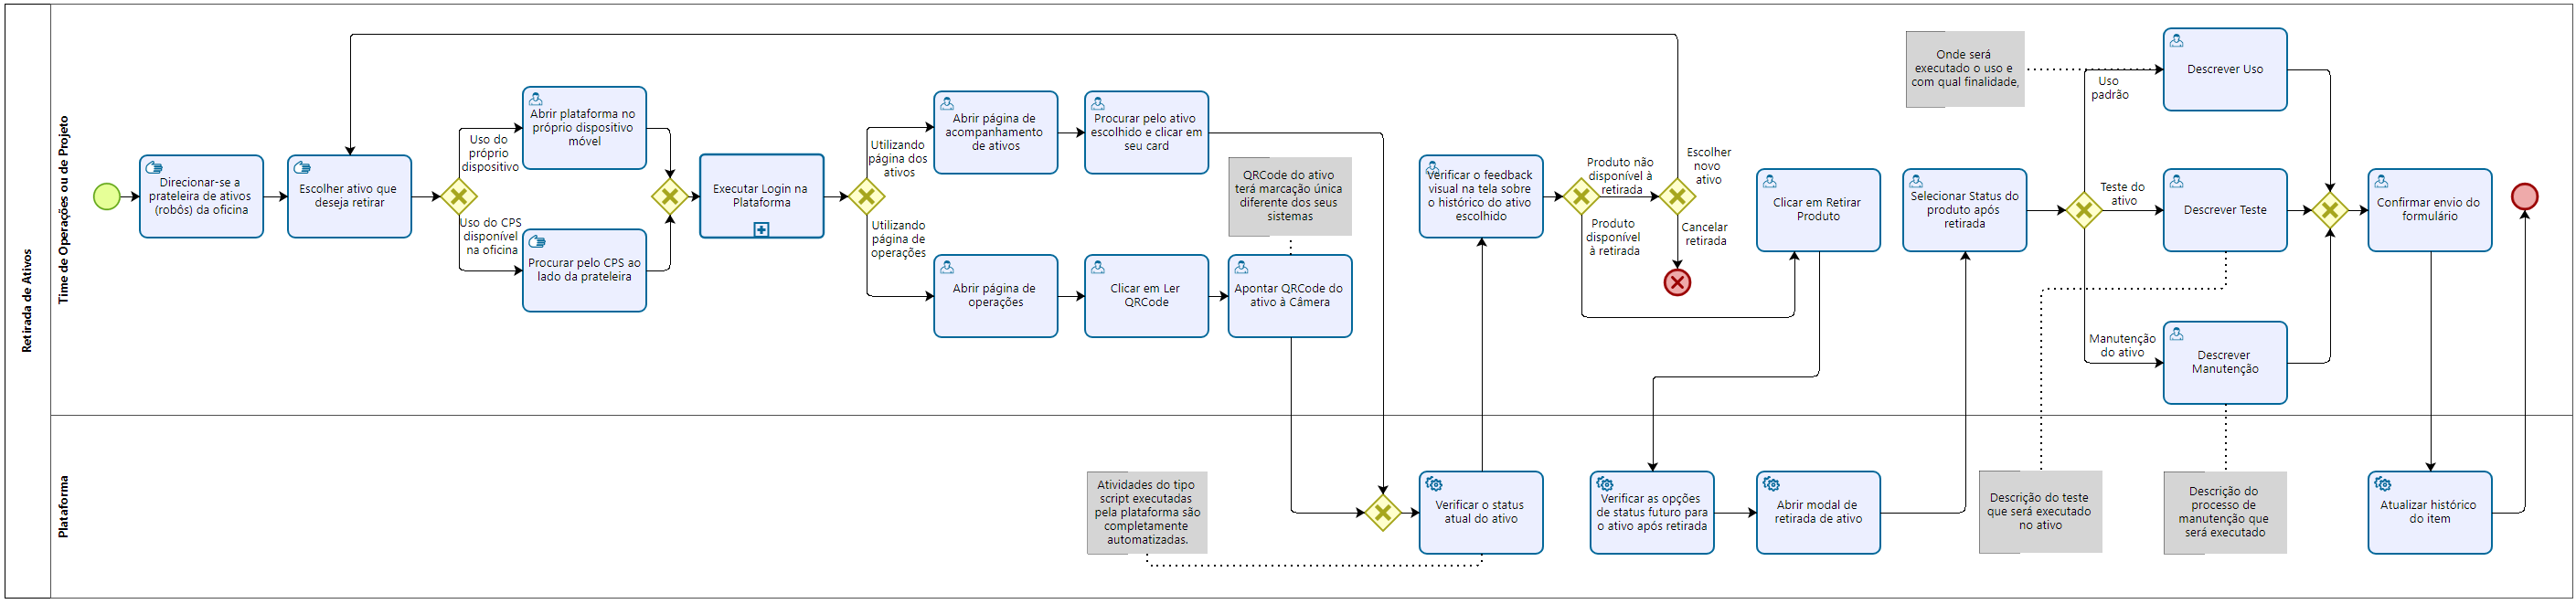 Retirada de Ativos
Time de Operações ou de Projeto
Direcionar-se a
prateleira de ativos
(robôs) da oficina
Escolher ativo que
deseja retirar
Uso do
próprio
dispositivo
Uso do CPS
disponível
na oficina
Abrir plataforma no
próprio dispositivo
móvel
Procurar pelo CPS ao
lado da prateleira
Executar Login na
Plataforma
Utilizando
página dos
ativos
Utilizando
página de
operações
Abrir página de
acompanhamento
de ativos
Procurar pelo ativo
escolhido e clicar em
seu card
Abrir página de
operações
Clicar em Ler
QRCode
QRCode do ativo
terá marcação única
diferente dos seus
sistemas
Apontar QRCode do
ativo à Câmera
Verificar o feedback
visual na tela sobre
o histórico do ativo
escolhido
Produto não
disponível à
retirada
Produto
disponível
à retirada
Escolher
novo
ativo
Cancelar
retirada
Clicar em Retirar
Produto
Selecionar Status do
produto após
retirada
Onde será
executado o uso e
com qual finalidade,
Uso
padrão
Teste do
ativo
Manutenção
do ativo
Descrever Uso
Descrever Teste
Descrever
Manutenção
Confirmar envio do
formulário
Plataforma
Atividades do tipo
script executadas
pela plataforma são
completamente
automatizadas.
Verificar o status
atual do ativo
Verificar as opções
de status futuro para
o ativo após retirada
Abrir modal de
retirada de ativo
Descrição do teste
que será executado
no ativo
Descrição do
processo de
manutenção que
será executado
Atualizar histórico
do item